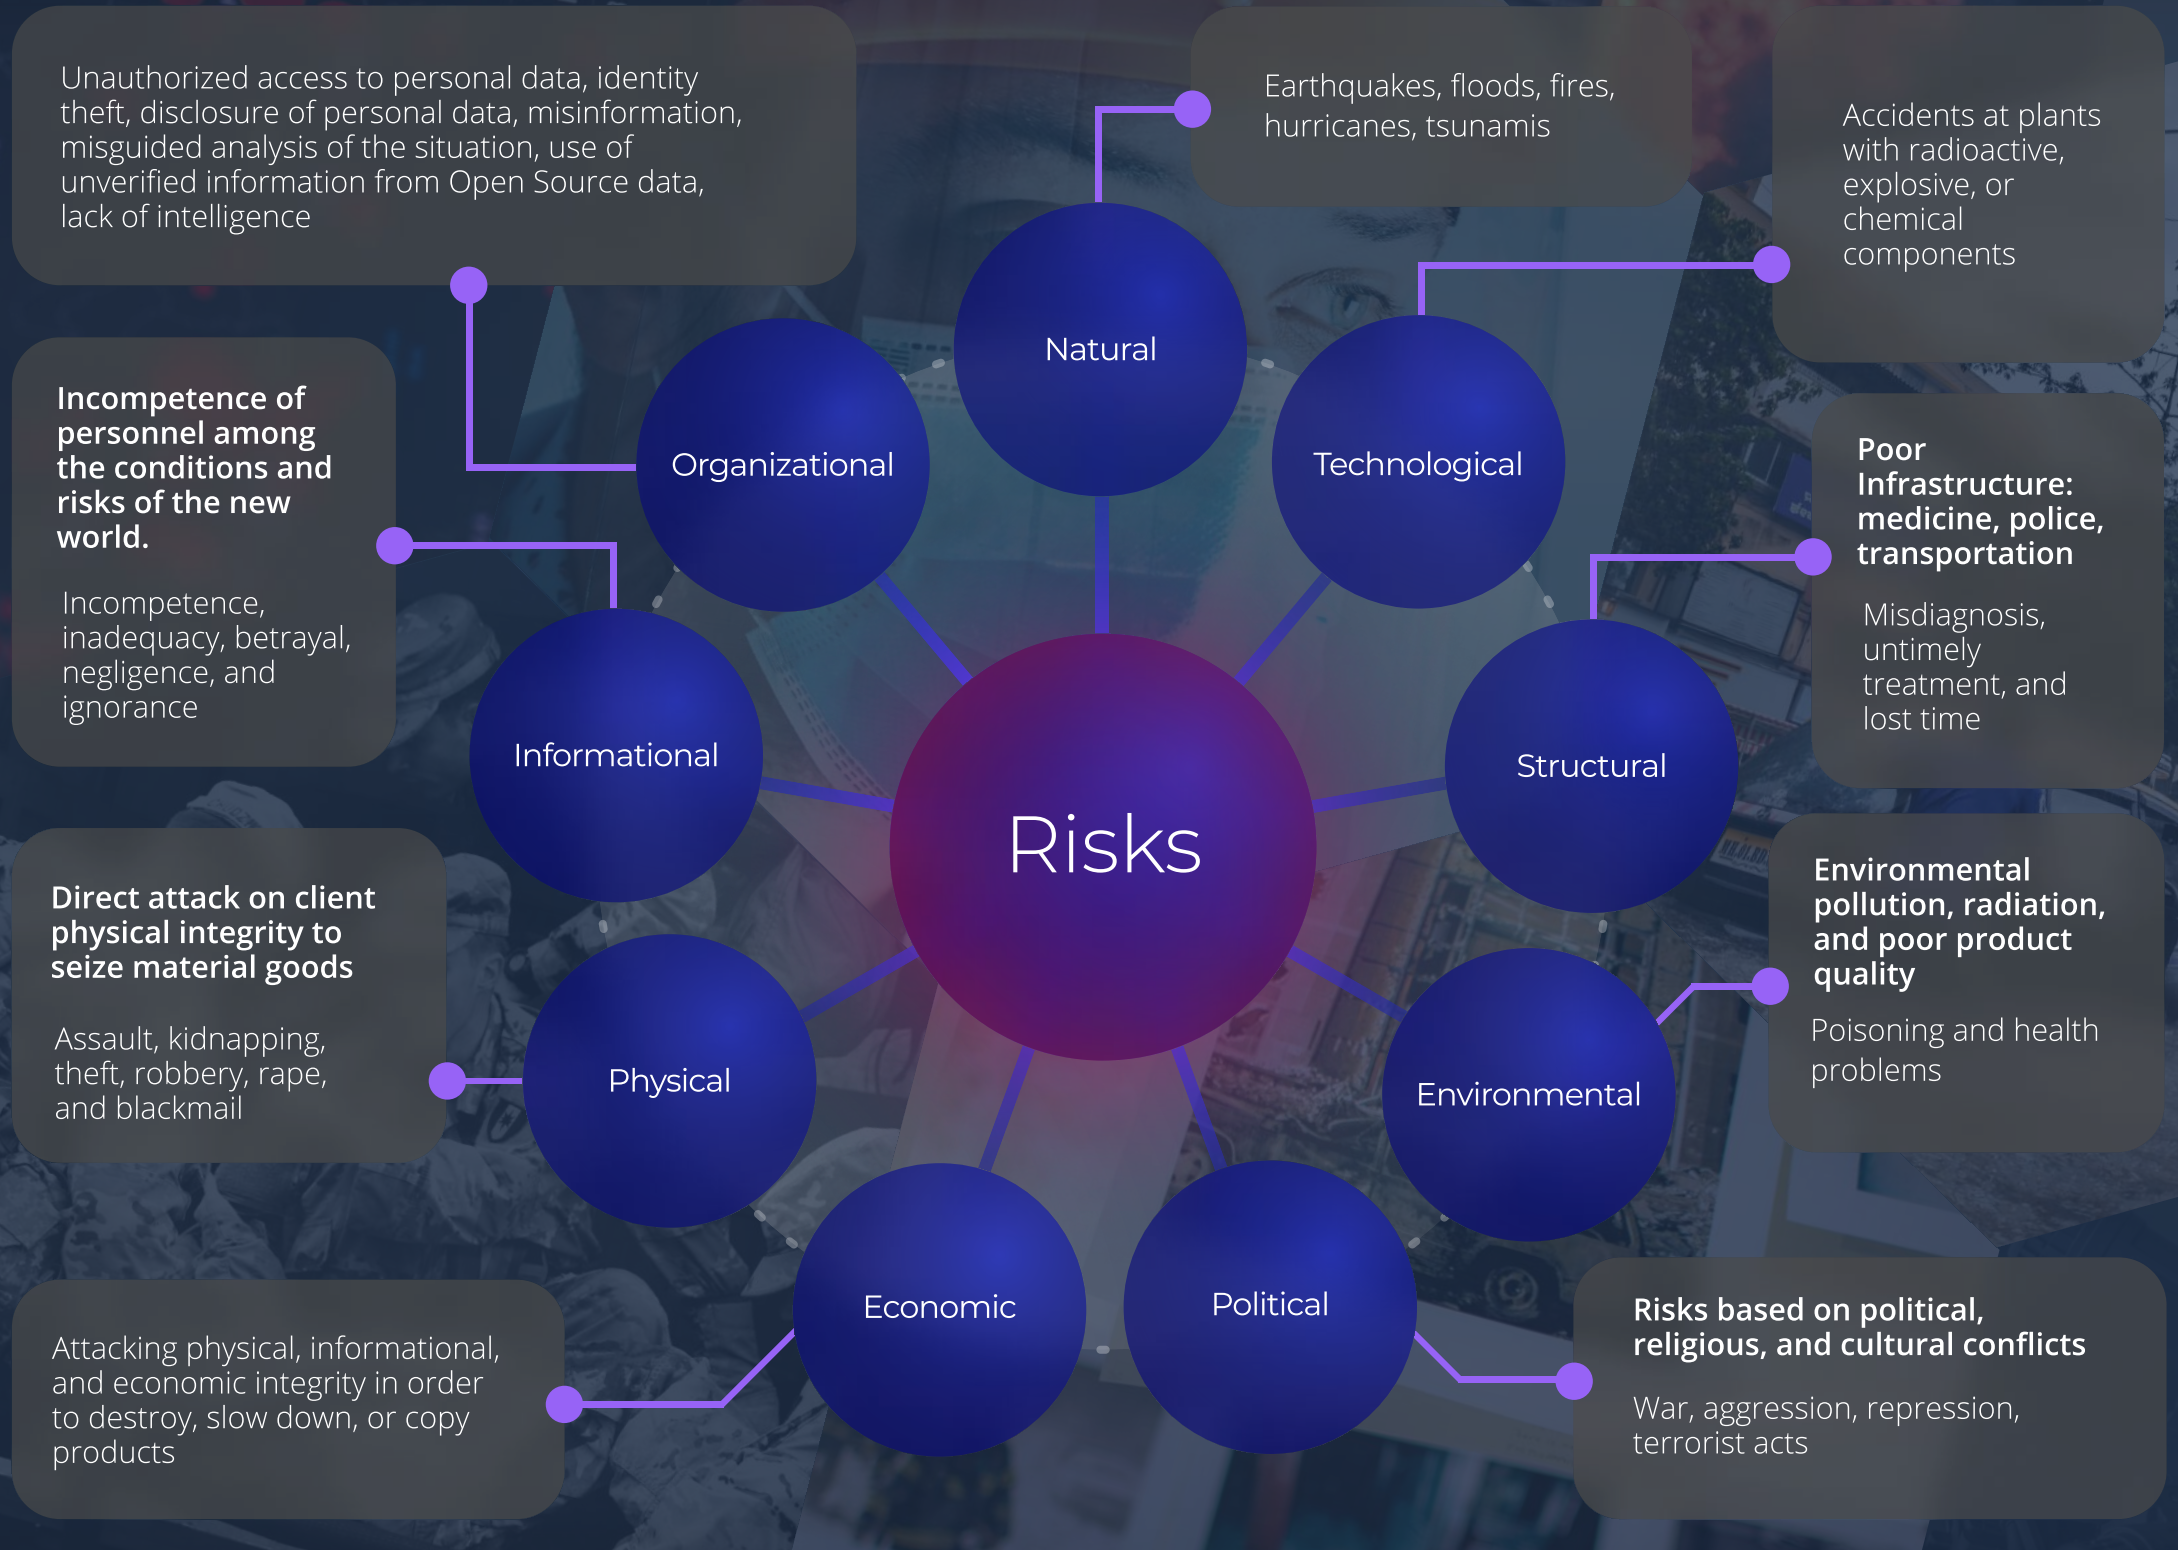 Unauthorized access to personal data, identity
theft, disclosure of personal data, misinformation,
misguided analysis of the situation, use of
unverified information from Open Source data,
lack of intelligence
Earthquakes, floods, fires,
hurricanes, tsunamis
Accidents at plants
with radioactive,
explosive, or
chemical
components
Natural
Organizational
Technological
Incompetence of
personnel among
the conditions and
risks of the new
world.
Incompetence,
inadequacy, betrayal,
negligence, and
ignorance
Poor
Infrastructure:
medicine, police,
transportation
Misdiagnosis,
untimely
treatment, and
lost time
Informational
Structural
Risks
Direct attack on client
physical integrity to
seize material goods
Assault, kidnapping,
theft, robbery, rape,
and blackmail
Environmental
pollution, radiation,
and poor product
quality
Poisoning and health
problems
Physical
Environmental
Economic
Political
Attacking physical, informational,
and economic integrity in order
to destroy, slow down, or copy
products
Risks based on political,
religious, and cultural conflicts
War, aggression, repression,
terrorist acts